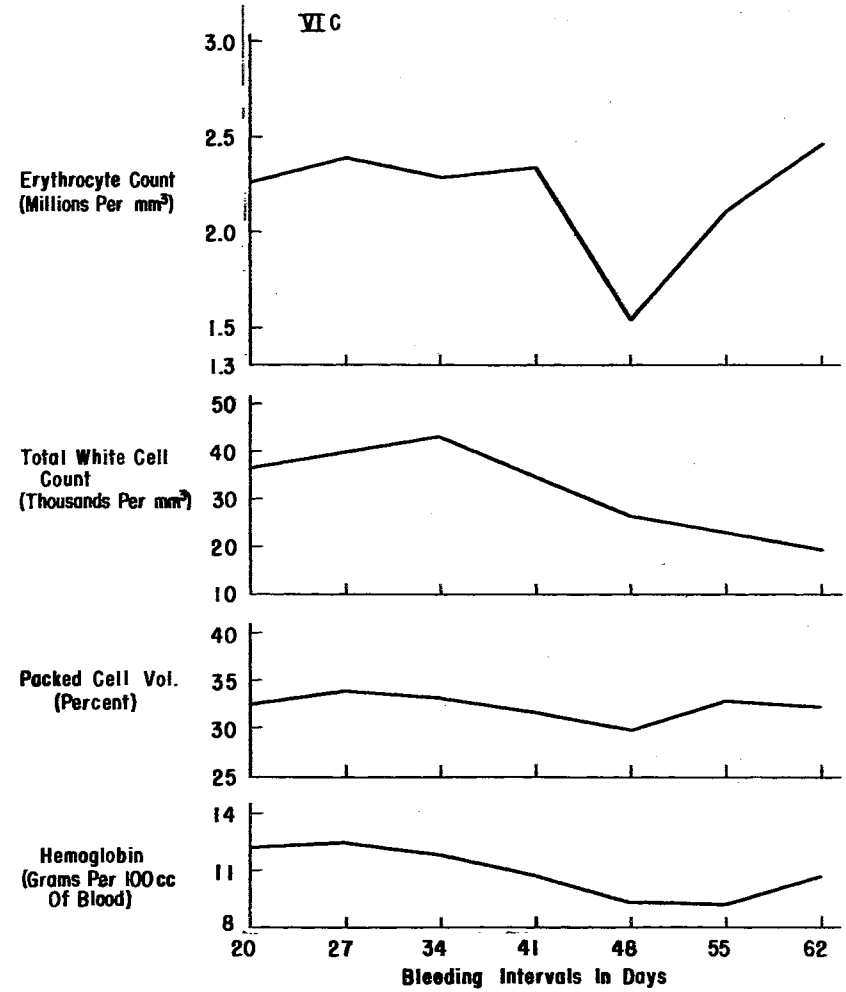 VI C
3.0
2.5
Erythrocyte Count
(Millions Per mm³)
2.0
1.5
1.3
50
40
Total White Cell
Count
(Thousands Per mm³)
30
20
10
40
35
Packed Cell Vol.
(Percent)
30
25
14
Hemoglobin
11
(Grams Per 100cc
Of Blood)
8
20 27 34 41 48 55 62
Bleeding Intervals In Days